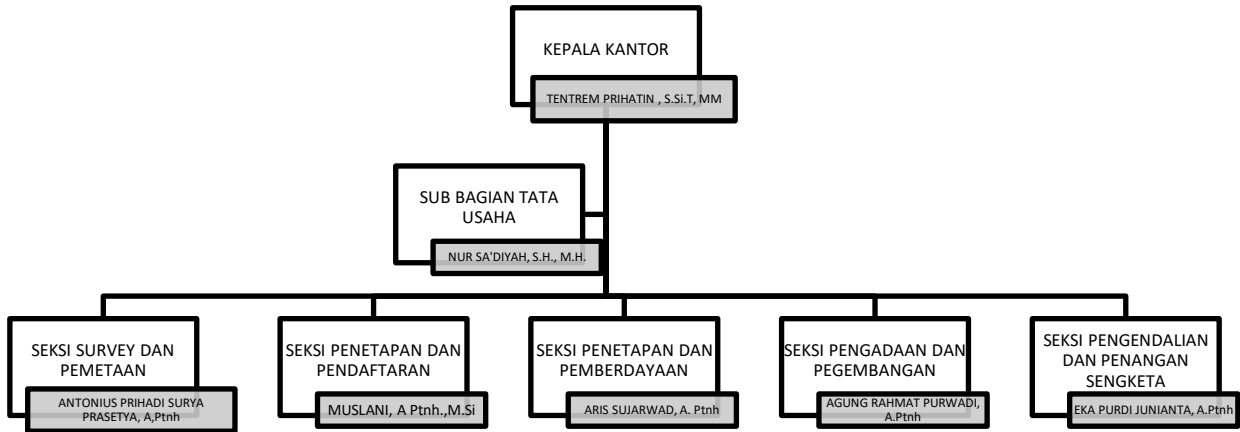 KEPALA KANTOR
TENTREM PRIHATIN , S.Si.T, MM
SUB BAGIAN TATA
USAHA
NUR SA'DIYAH, S.H., M.H.
SEKSI SURVEY DAN
PEMETAAN
ANTONIUS PRIHADI SURYA
PRASETYA, A,Ptnh
SEKSI PENETAPAN DAN
PENDAFTARAN
MUSLANI, A Ptnh.,M.Si
SEKSI PENETAPAN DAN
PEMBERDAYAAN
ARIS SUJARWAD, A. Ptnh
SEKSI PENGADAAN DAN
PEGEMBANGAN
AGUNG RAHMAT PURWADI,
A.Ptnh
SEKSI PENGENDALIAN
DAN PENANGAN
SENGKETA
EKA PURDI JUNIANTA, A.Ptnh